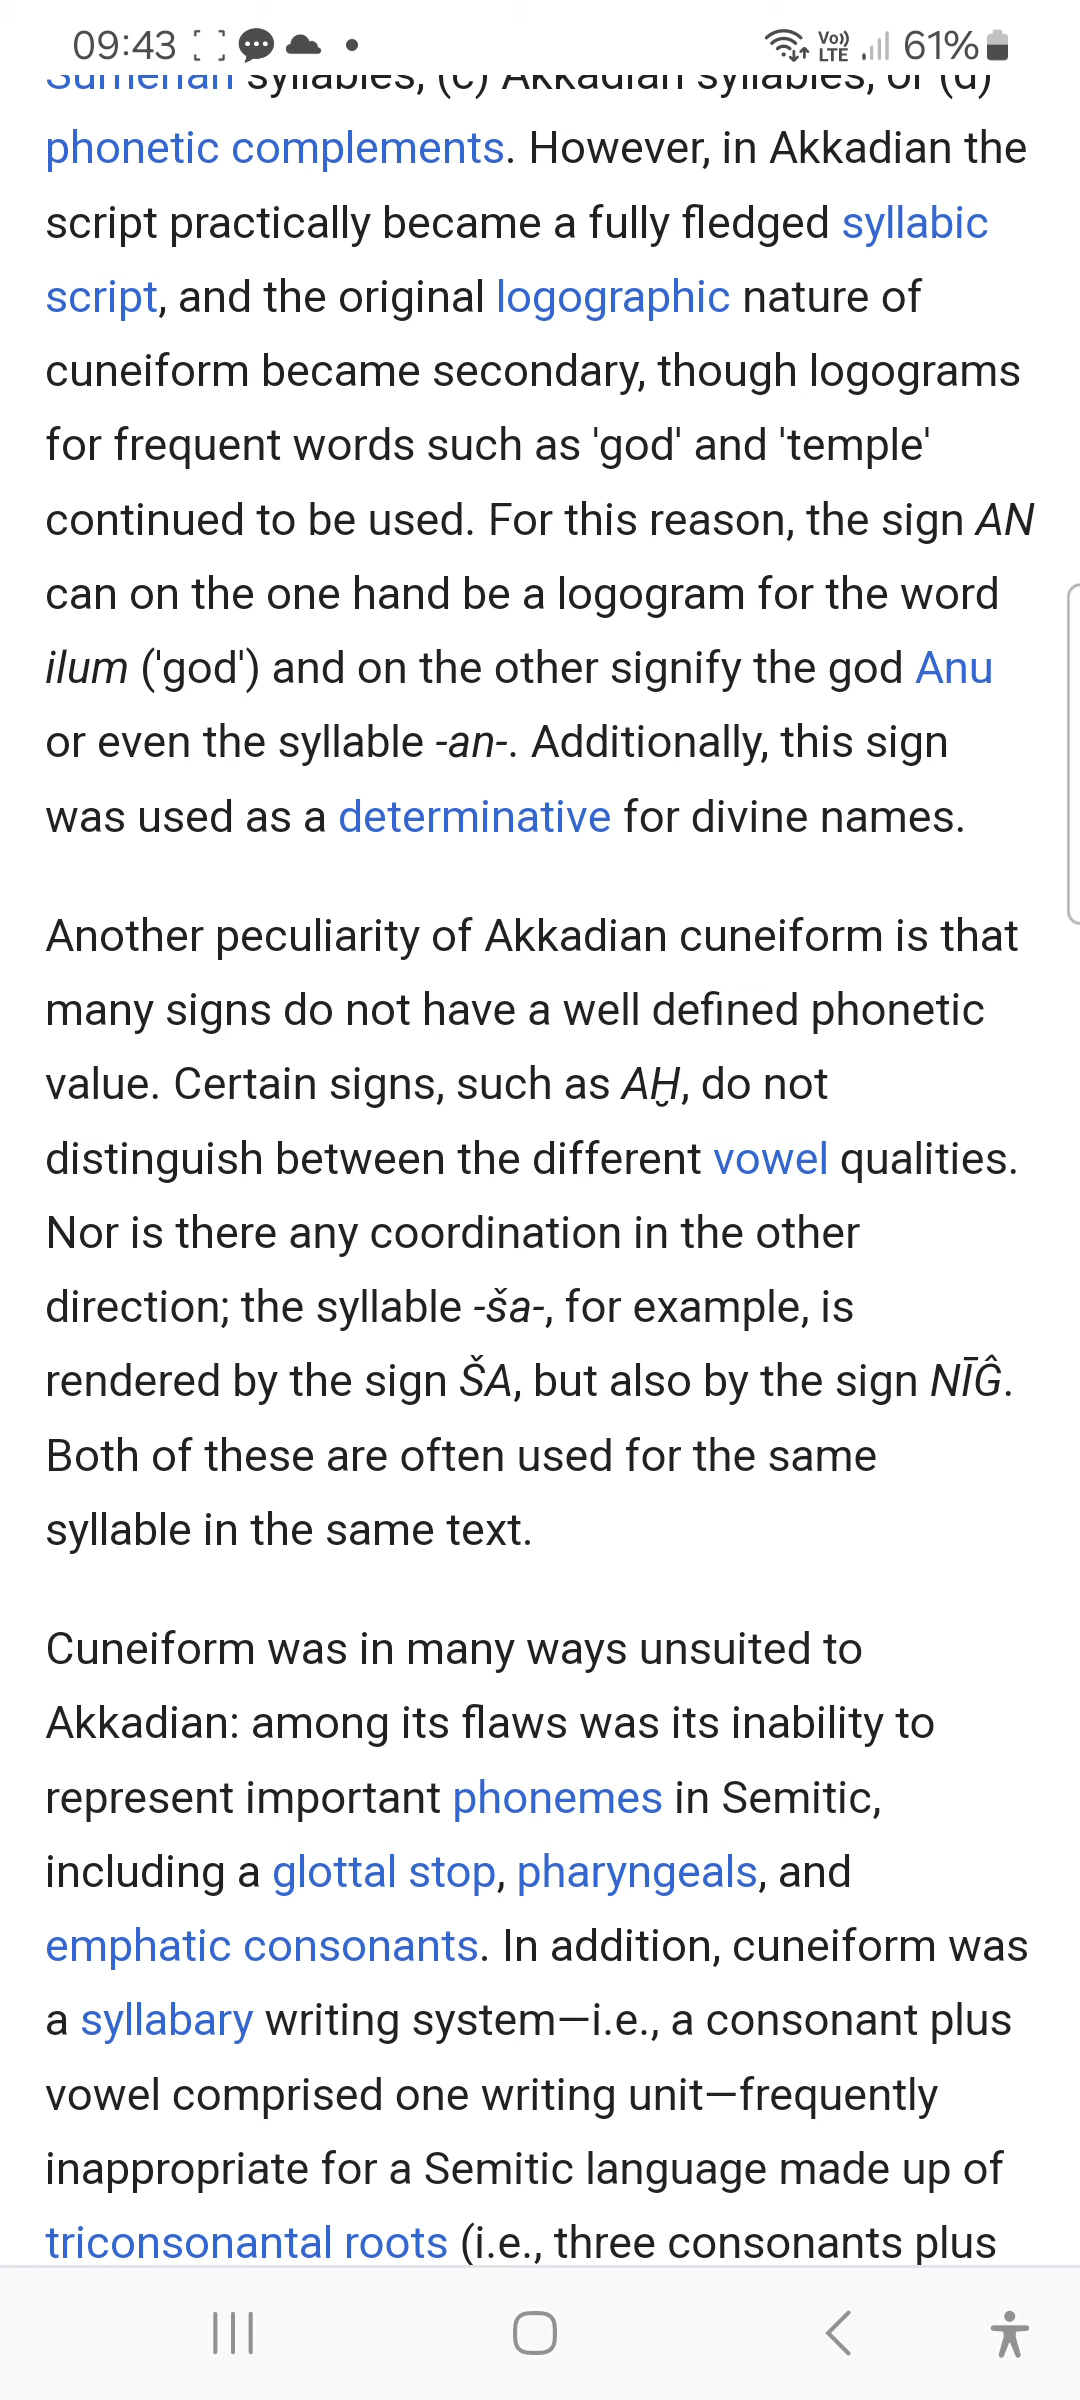 09:43
Vo))
LTE
61%
Sumerian syllables, (c) Akkadian syllables, or (d)
phonetic complements. However, in Akkadian the
script practically became a fully fledged syllabic
script, and the original logographic nature of
cuneiform became secondary, though logograms
for frequent words such as 'god' and 'temple'
continued to be used. For this reason, the sign AN
can on the one hand be a logogram for the word
ilum ('god') and on the other signify the god Anu
or even the syllable -an-. Additionally, this sign
was used as a determinative for divine names.
Another peculiarity of Akkadian cuneiform is that
many signs do not have a well defined phonetic
value. Certain signs, such as AḪ, do not
distinguish between the different vowel qualities.
Nor is there any coordination in the other
direction; the syllable -ša-, for example, is
rendered by the sign ŠA, but also by the sign NĪĜ.
Both of these are often used for the same
syllable in the same text.
Cuneiform was in many ways unsuited to
Akkadian: among its flaws was its inability to
represent important phonemes in Semitic,
including a glottal stop, pharyngeals, and
emphatic consonants. In addition, cuneiform was
a syllabary writing system—i.e., a consonant plus
vowel comprised one writing unit—frequently
inappropriate for a Semitic language made up of
triconsonantal roots (i.e., three consonants plus